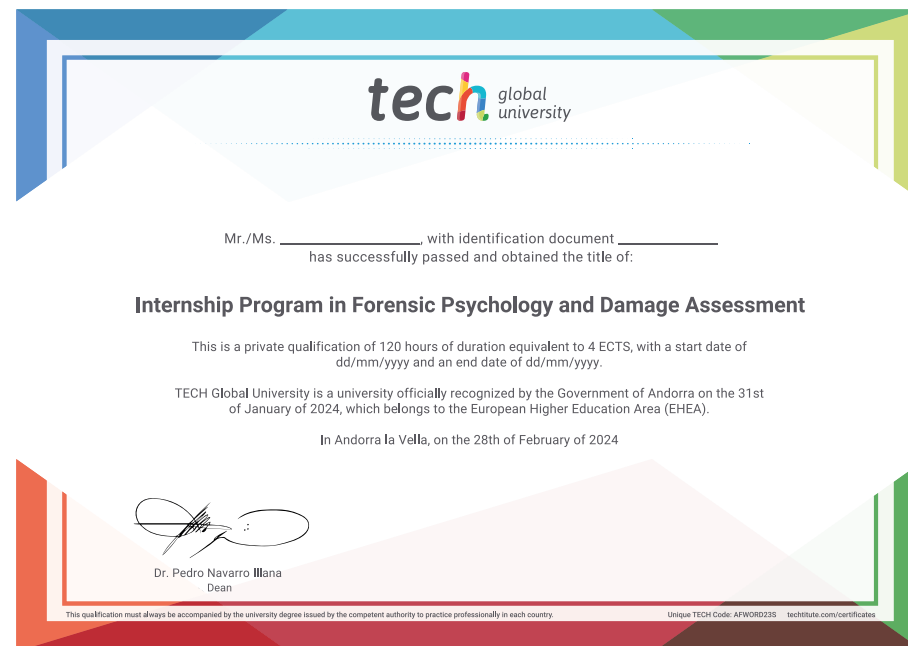 tech global
university
Mr./Ms. ____________________, with identification document ______________
has successfully passed and obtained the title of:
Internship Program in Forensic Psychology and Damage Assessment
This is a private qualification of 120 hours of duration equivalent to 4 ECTS, with a start date of
dd/mm/yyyy and an end date of dd/mm/yyyy.
TECH Global University is a university officially recognized by the Government of Andorra on the 31st
of January of 2024, which belongs to the European Higher Education Area (EHEA).
In Andorra la Vella, on the 28th of February of 2024
Dr. Pedro Navarro Illana
Dean
This qualification must always be accompanied by the university degree issued by the competent authority to practice professionally in each country.
Unique TECH Code: AFWORD23S techtitute.com/certificates